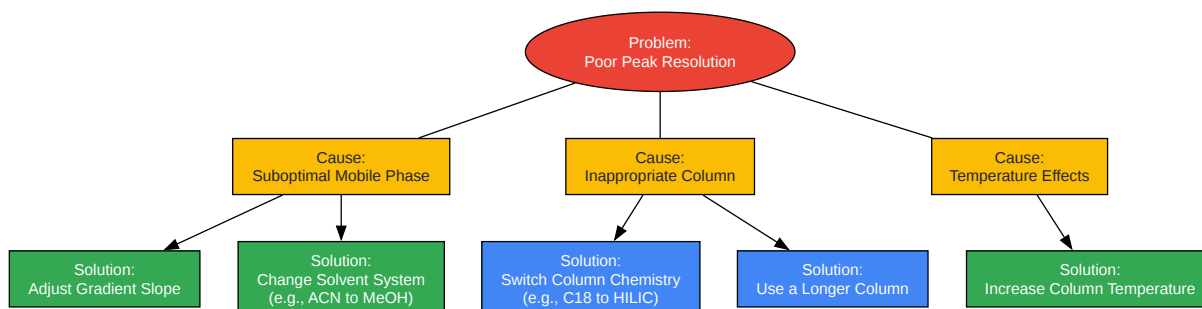 Problem:
Poor Peak Resolution
Cause:
Suboptimal Mobile Phase
Cause:
Inappropriate Column
Cause:
Temperature Effects
Solution:
Adjust Gradient Slope
Solution:
Change Solvent System
(e.g., ACN to MeOH)
Solution:
Switch Column Chemistry
(e.g., C18 to HILIC)
Solution:
Use a Longer Column
Solution:
Increase Column Temperature